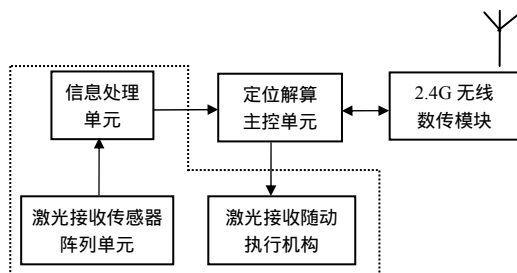 信息处理
单元
定位解算
主控单元
2.4G 无线
数传模块
激光接收传感器
阵列单元
激光接收随动
执行机构